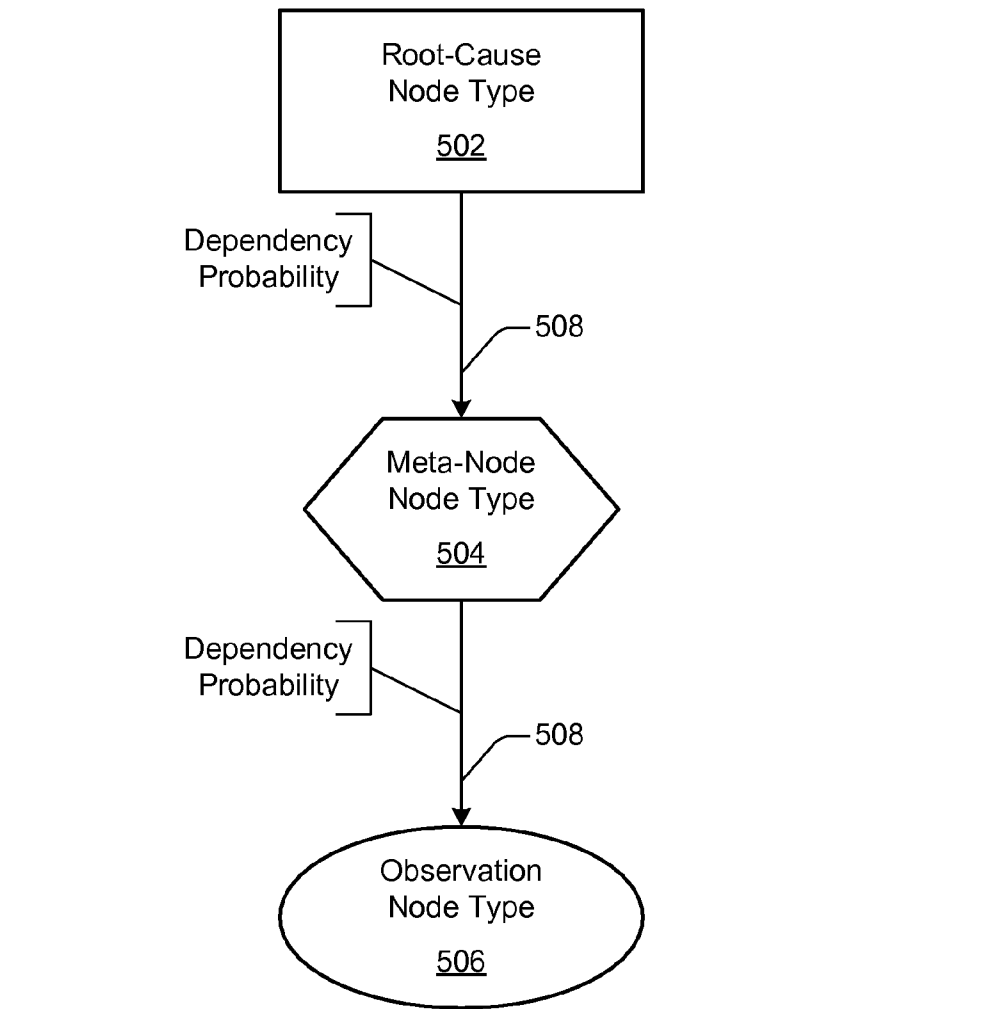 Root-Cause
Node Type
502
Dependency
Probability
508
Meta-Node
Node Type
504
Dependency
Probability
508
Observation
Node Type
506